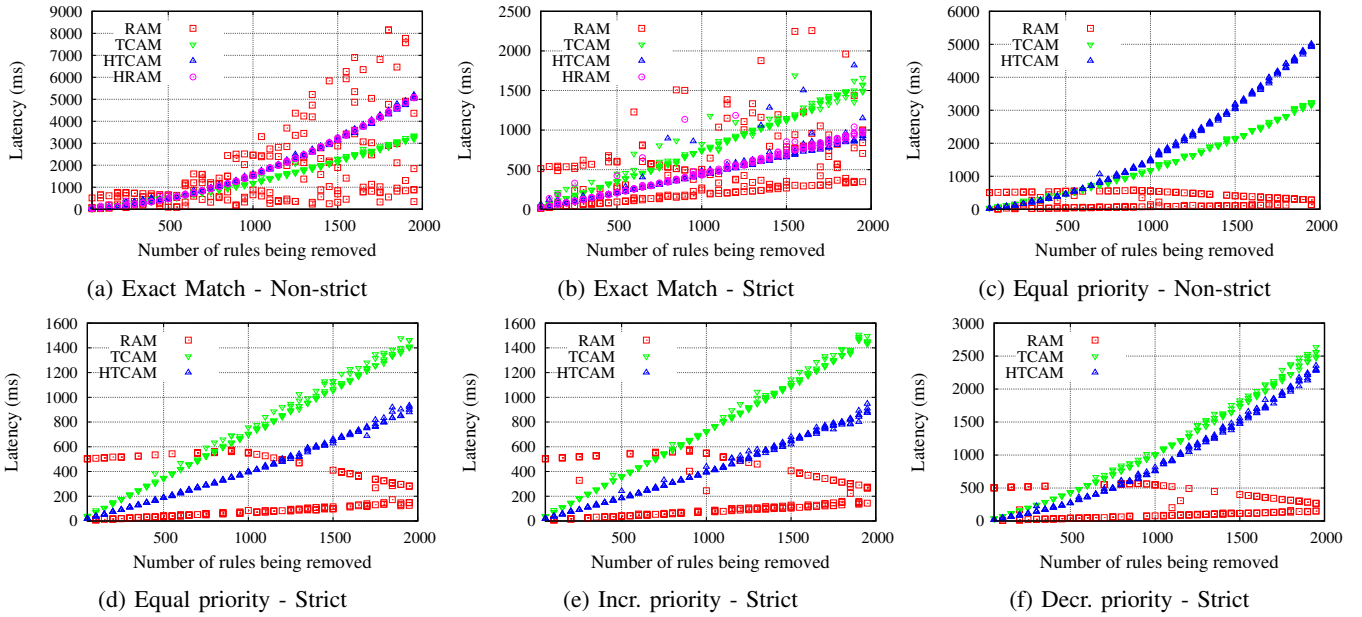 9000
8000
7000
6000
5000
4000
3000
2000
1000
0
Latency (ms)
RAM
TCAM
HTCAM
HRAM
500 1000 1500 2000
Number of rules being removed
(a) Exact Match - Non-strict
2500
2000
1500
1000
500
0
Latency (ms)
RAM
TCAM
HTCAM
HRAM
500 1000 1500 2000
Number of rules being removed
(b) Exact Match - Strict
6000
5000
4000
3000
2000
1000
0
Latency (ms)
RAM
TCAM
HTCAM
500 1000 1500 2000
Number of rules being removed
(c) Equal priority - Non-strict
1600
1400
1200
1000
800
600
400
200
0
Latency (ms)
RAM
TCAM
HTCAM
500 1000 1500 2000
Number of rules being removed
(d) Equal priority - Strict
1600
1400
1200
1000
800
600
400
200
0
Latency (ms)
RAM
TCAM
HTCAM
500 1000 1500 2000
Number of rules being removed
(e) Incr. priority - Strict
3000
2500
2000
1500
1000
500
0
Latency (ms)
RAM
TCAM
HTCAM
500 1000 1500 2000
Number of rules being removed
(f) Decr. priority - Strict